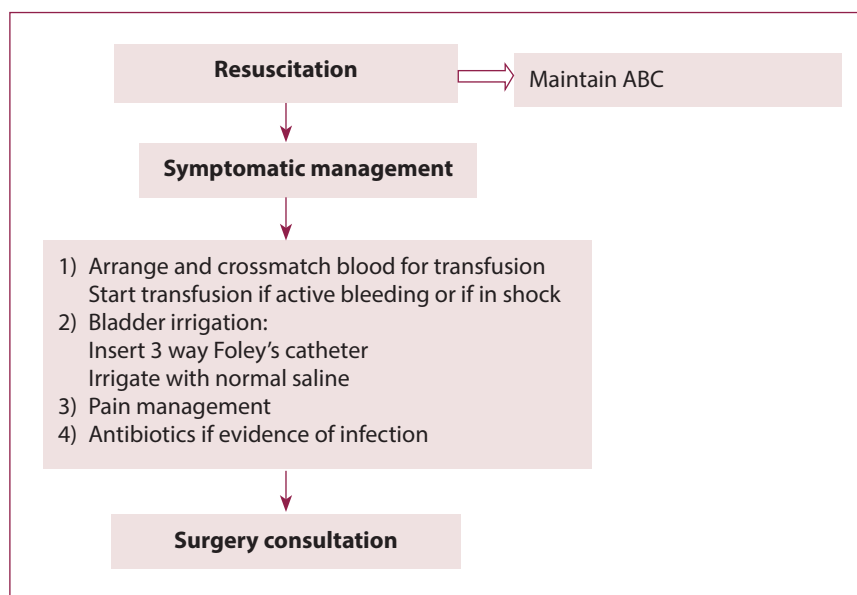 Resuscitation
Maintain ABC
Symptomatic management
1) Arrange and crossmatch blood for transfusion
Start transfusion if active bleeding or if in shock
2) Bladder irrigation:
Insert 3 way Foley’s catheter
Irrigate with normal saline
3) Pain management
4) Antibiotics if evidence of infection
Surgery consultation